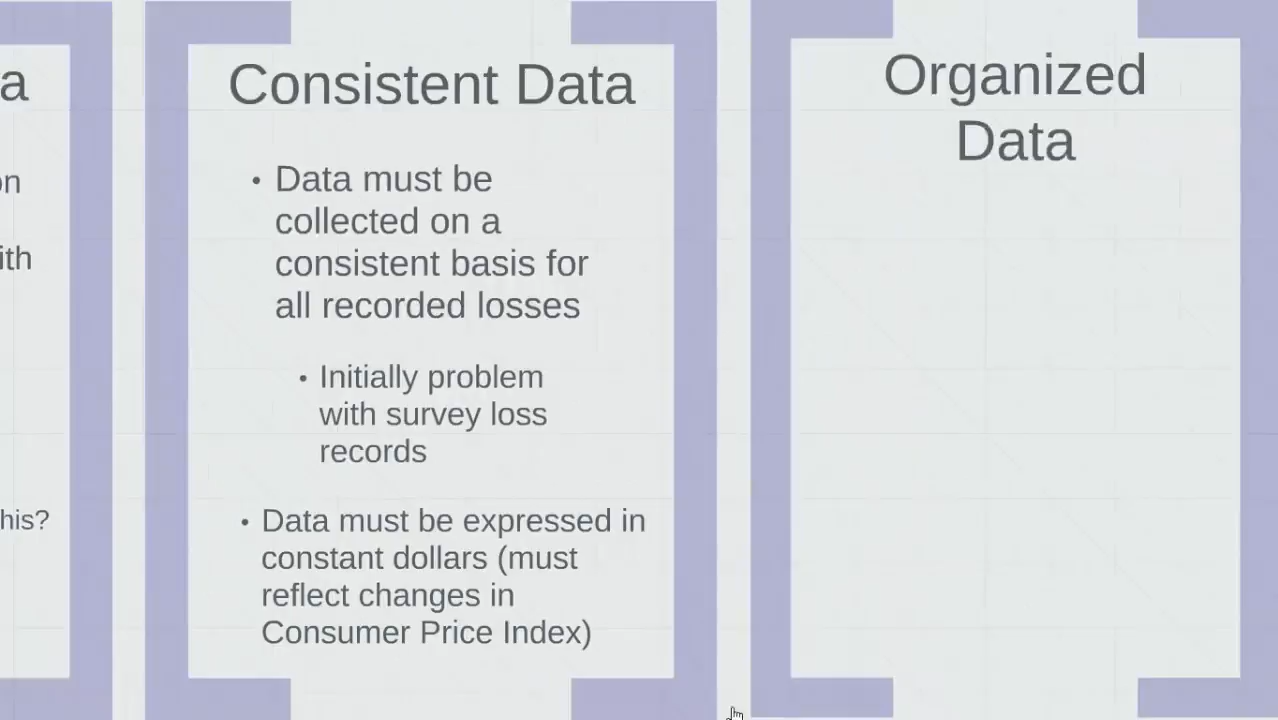 a
on
ith
his?
Consistent Data
• Data must be
collected on a
consistent basis for
all recorded losses
• Initially problem
with survey loss
records
• Data must be expressed in
constant dollars (must
reflect changes in
Consumer Price Index)
Organized
Data